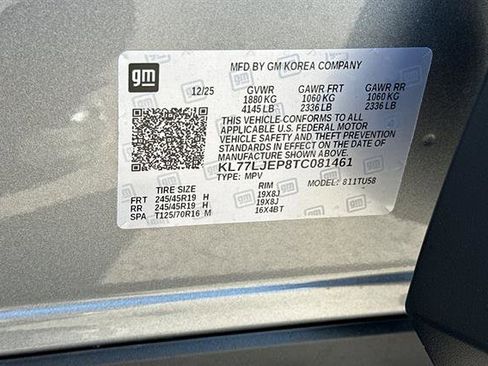 gm
MFD BY GM KOREA COMPANY
12/25 GVWR GAWR FRT GAWR RR
1880 KG 1060 KG 1060 KG
4145 LB 2336 LB 2336 LB
THIS VEHICLE CONFORMS TO ALL
APPLICABLE U.S. FEDERAL MOTOR
VEHICLE SAFETY AND THEFT PREVENTION
STANDARDS IN EFFECT ON THE DATE OF
MANUFACTURE SHOWN ABOVE.
KL77LJEP8TC081461
TYPE: MPV MODEL: 811TU58
TIRE SIZE RIM
FRT 245/45R19 H 19X8J
RR 245/45R19 H 19X8J
SPA T125/70R16 M 16X4BT